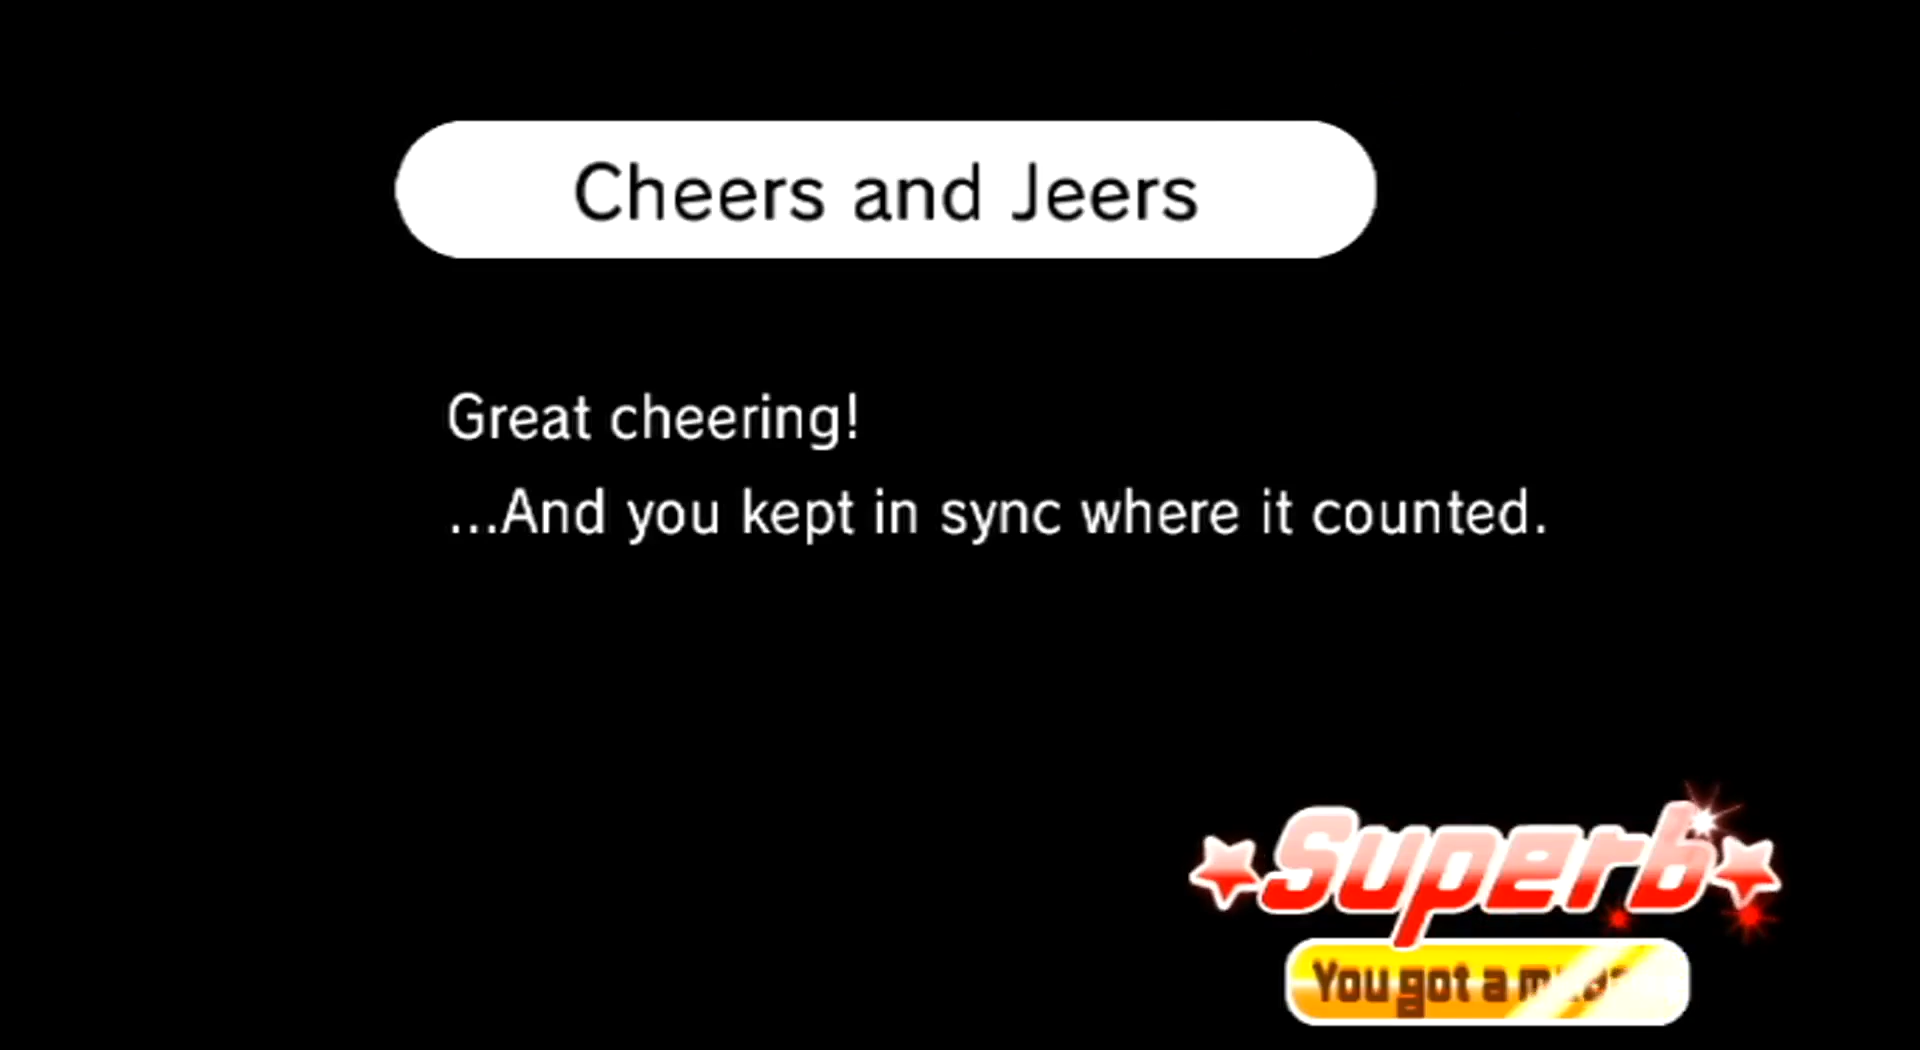 Cheers and Jeers
Great cheering!
...And you kept in sync where it counted.
Superb
You got a